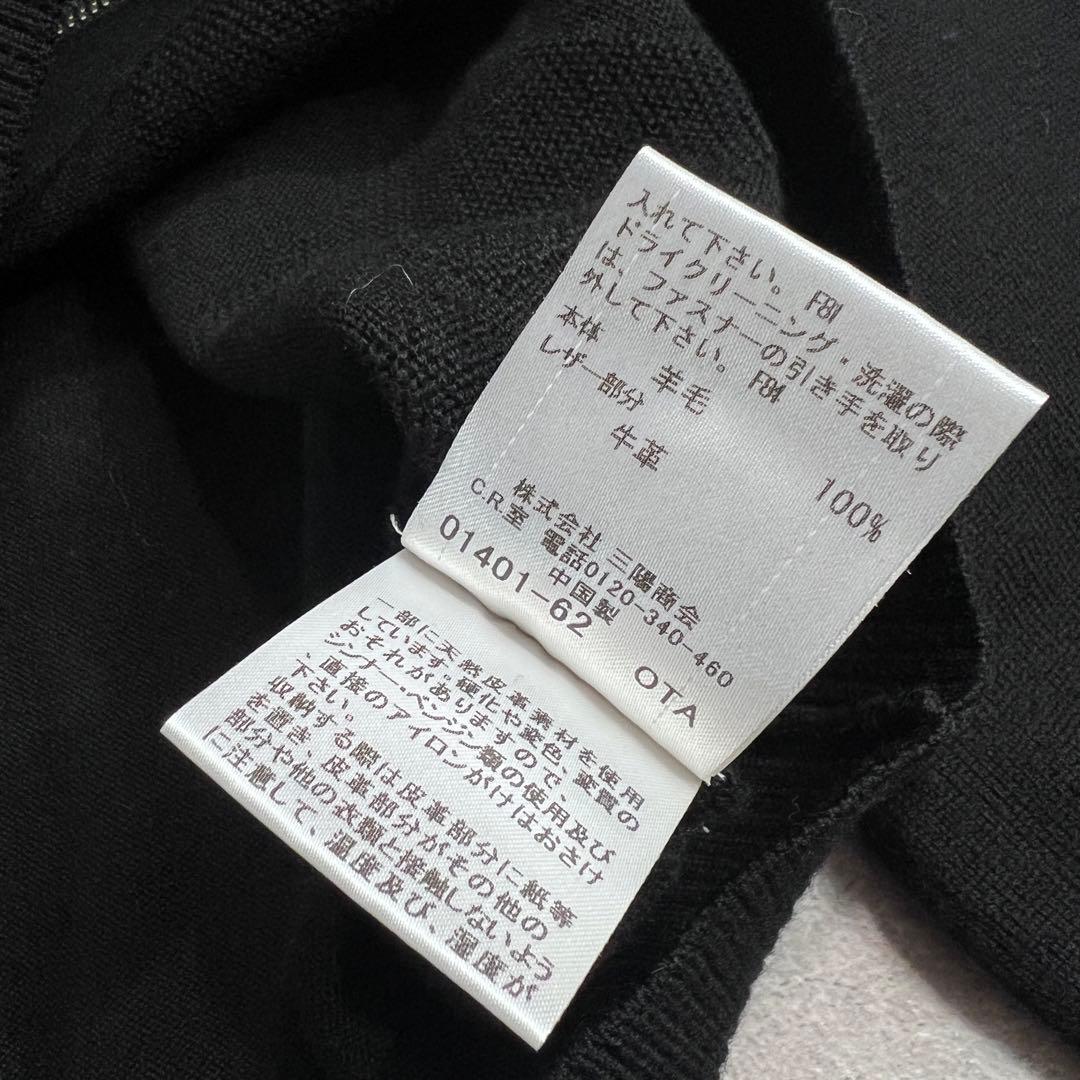 入れて下さい。 F81
ドライクリーニング・洗濯の際
は、ファスナーの引き手を取り
外して下さい。 F84
本体
羊毛 100%
レザー部分
牛革
株式会社 三陽商会
C.R.室 電話0120-340-460
中国製
01401-62 OTA
一部に天然皮革素材を使用
しています。硬化や変色、変質の
おそれがありますので、
シンナー・ベンジン類の使用及び
直接のアイロンがけはおさけ
下さい。
収納する際は皮革部分に紙等
を置き、皮革部分がその他の
部分や他の衣類と接触しないよう
に注意して、温度及び、湿度が